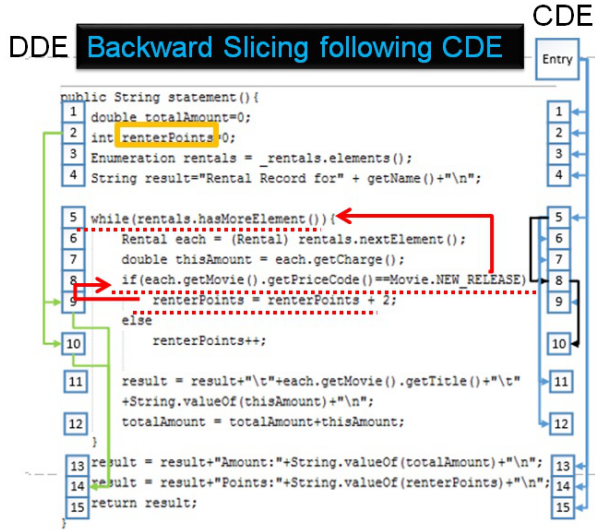 CDE
DDE Backward Slicing following CDE
Entry
public String statement(){
1 double totalAmount=0; 1
2 int renterPoints=0; 2
3 Enumeration rentals = _rentals.elements(); 3
4 String result="Rental Record for" + getName()+"\n"; 4
5 while(rentals.hasMoreElement()){ 5
6 Rental each = (Rental) rentals.nextElement(); 6
7 double thisAmount = each.getCharge(); 7
8 if(each.getMovie().getPriceCode()==Movie.NEW_RELEASE) 8
9 renterPoints = renterPoints + 2; 9
else
10 renterPoints++; 10
11 result = result+"\t"+each.getMovie().getTitle()+"\t" 11
+String.valueOf(thisAmount)+"\n";
12 totalAmount = totalAmount+thisAmount; 12
}
13 result = result+"Amount:"+String.valueOf(totalAmount)+"\n"; 13
14 result = result+"Points:"+String.valueOf(renterPoints)+"\n"; 14
15 return result; 15
}